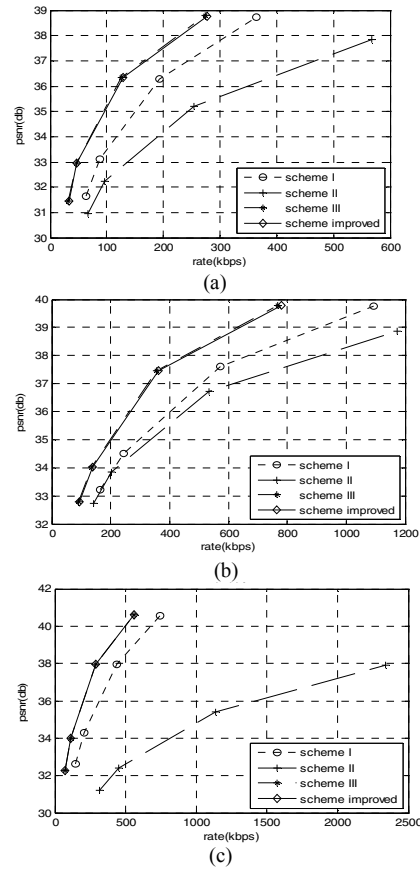 39
38
37
36
35
34
33
32
31
30
psnr(db)
scheme I
scheme II
scheme III
scheme improved
0 100 200 300 400 500 600
rate(kbps)
(a)
40
39
38
37
36
35
34
33
32
psnr(db)
scheme I
scheme II
scheme III
scheme improved
0 200 400 600 800 1000 1200
rate(kbps)
(b)
42
40
38
36
34
32
30
psnr(db)
scheme I
scheme II
scheme III
scheme improved
0 500 1000 1500 2000 2500
rate(kbps)
(c)